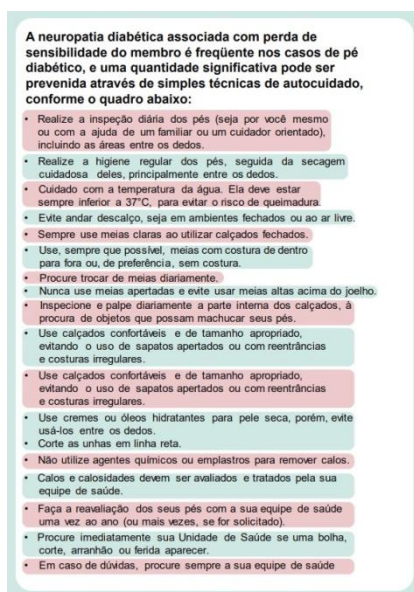 A neuropatia diabética associada com perda de
sensibilidade do membro é freqüente nos casos de pé
diabético, e uma quantidade significativa pode ser
prevenida através de simples técnicas de autocuidado,
conforme o quadro abaixo:
• Realize a inspeção diária dos pés (seja por você mesmo
ou com a ajuda de um familiar ou um cuidador orientado),
incluindo as áreas entre os dedos.
• Realize a higiene regular dos pés, seguida da secagem
cuidadosa deles, principalmente entre os dedos.
• Cuidado com a temperatura da água. Ela deve estar
sempre inferior a 37°C, para evitar o risco de queimadura.
• Evite andar descalço, seja em ambientes fechados ou ao ar livre.
• Sempre use meias claras ao utilizar calçados fechados.
• Use, sempre que possível, meias com costura de dentro
para fora ou, de preferência, sem costura.
• Procure trocar de meias diariamente.
• Nunca use meias apertadas e evite usar meias altas acima do joelho.
• Inspecione e palpe diariamente a parte interna dos calçados, à
procura de objetos que possam machucar seus pés.
• Use calçados confortáveis e de tamanho apropriado,
evitando o uso de sapatos apertados ou com reentrâncias
e costuras irregulares.
• Use calçados confortáveis e de tamanho apropriado,
evitando o uso de sapatos apertados ou com reentrâncias
e costuras irregulares.
• Use cremes ou óleos hidratantes para pele seca, porém, evite
usá-los entre os dedos.
• Corte as unhas em linha reta.
• Não utilize agentes químicos ou emplastros para remover calos.
• Calos e calosidades devem ser avaliados e tratados pela sua
equipe de saúde.
• Faça a reavaliação dos seus pés com a sua equipe de saúde
uma vez ao ano (ou mais vezes, se for solicitado).
• Procure imediatamente sua Unidade de Saúde se uma bolha,
corte, arranhão ou ferida aparecer.
• Em caso de dúvidas, procure sempre a sua equipe de saúde